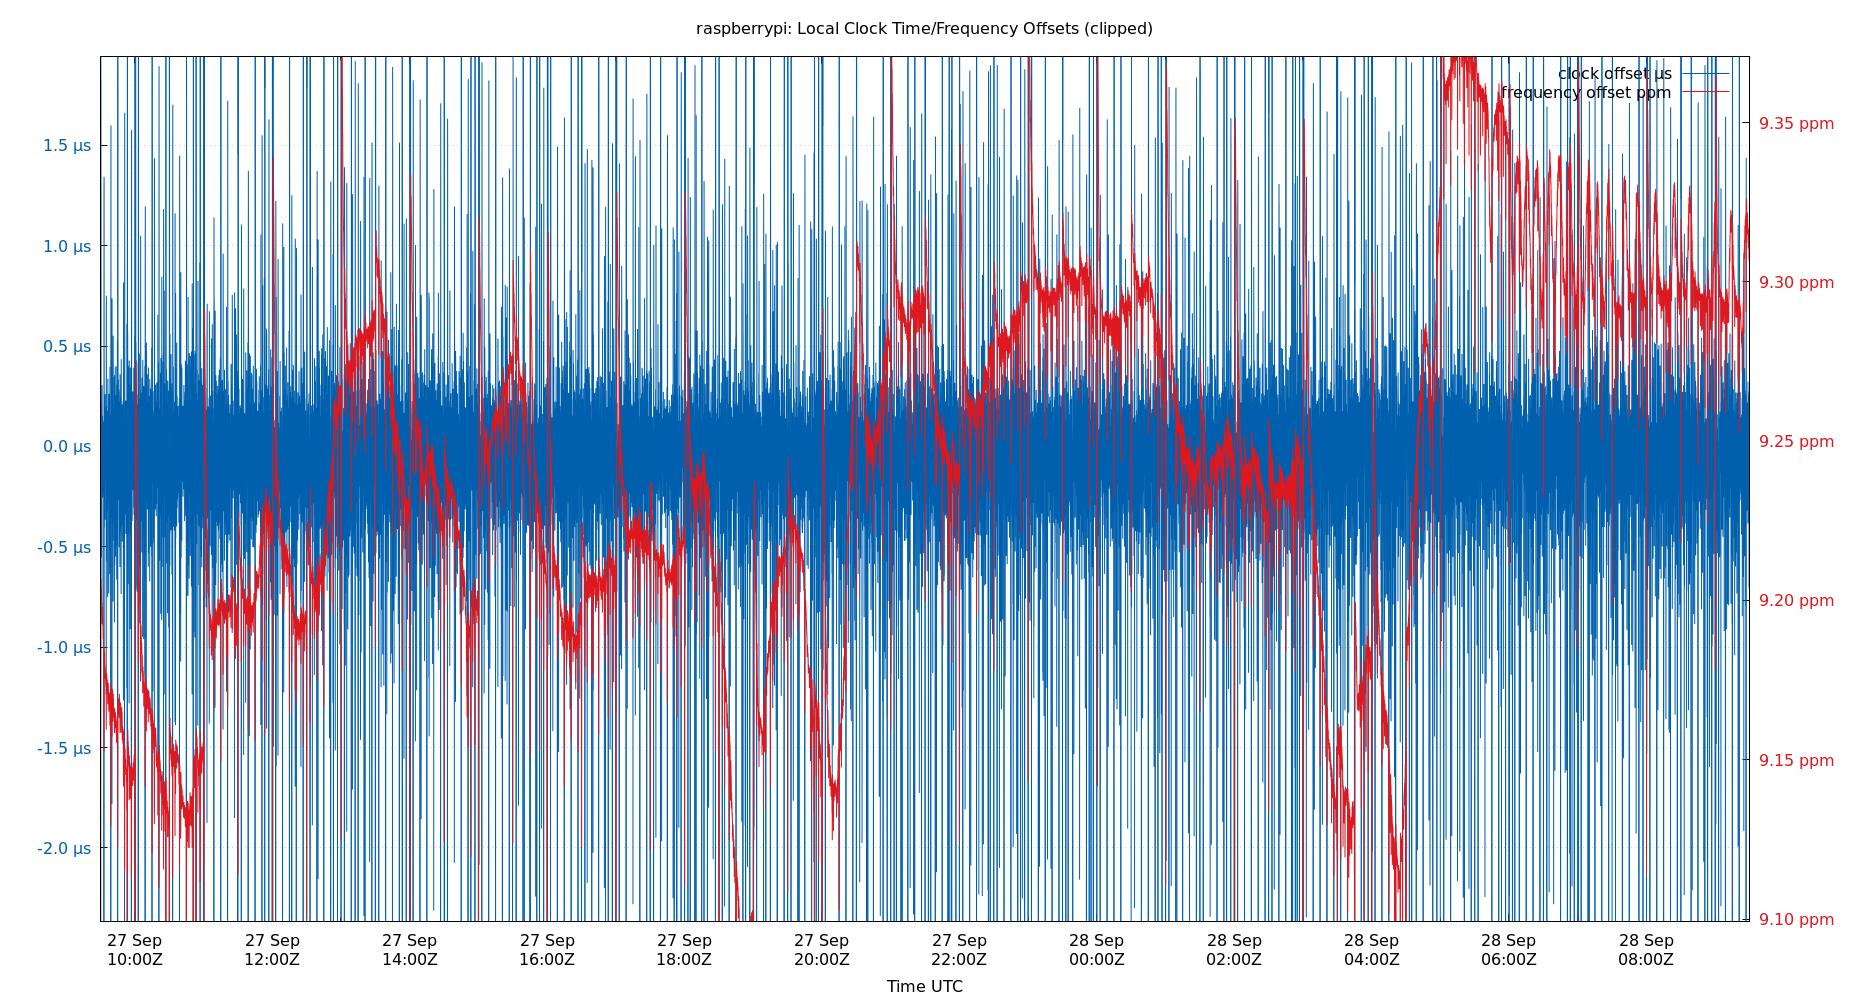 raspberrypi: Local Clock Time/Frequency Offsets (clipped)
clock offset µs
frequency offset ppm
1.5 µs
1.0 µs
0.5 µs
0.0 µs
-0.5 µs
-1.0 µs
-1.5 µs
-2.0 µs
9.35 ppm
9.30 ppm
9.25 ppm
9.20 ppm
9.15 ppm
9.10 ppm
27 Sep 27 Sep 27 Sep 27 Sep 27 Sep 27 Sep 27 Sep 28 Sep 28 Sep 28 Sep 28 Sep 28 Sep
10:00Z 12:00Z 14:00Z 16:00Z 18:00Z 20:00Z 22:00Z 00:00Z 02:00Z 04:00Z 06:00Z 08:00Z
Time UTC